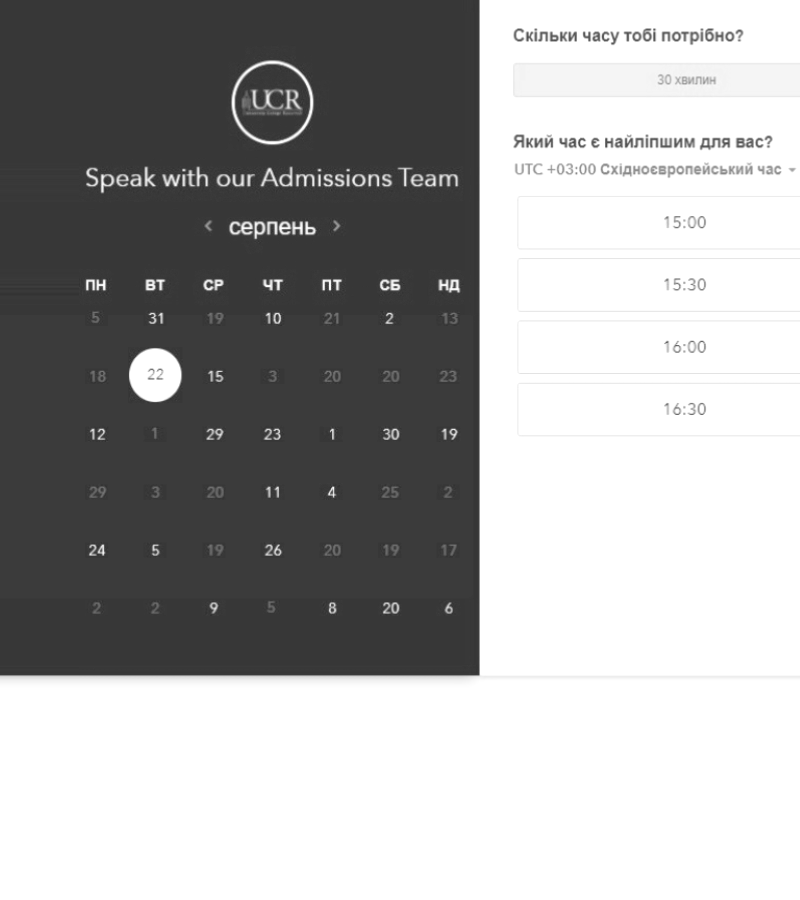 UCR
Speak with our Admissions Team
< серпень >
ПН ВТ СР ЧТ ПТ СБ НД
5 31 19 10 21 2 13
18 22 15 3 20 20 23
12 1 29 23 1 30 19
29 3 20 11 4 25 2
24 5 19 26 20 19 17
2 2 9 5 8 20 6
Скільки часу тобі потрібно?
30 хвилин
Який час є найліпшим для вас?
UTC +03:00 Східноєвропейський час
15:00
15:30
16:00
16:30